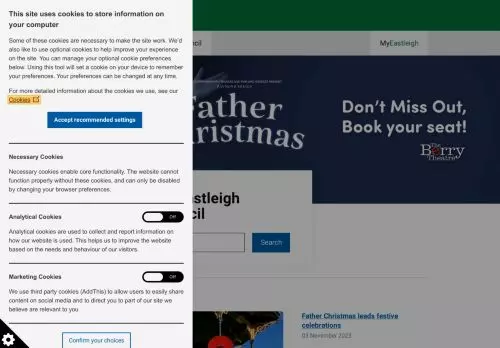 This site uses cookies to store information on
your computer
Some of these cookies are necessary to make the site work. We'd
also like to use optional cookies to help improve your experience
on the site. You can manage your optional cookie preferences
below. Using this tool will set a cookie on your device to remember
your preferences. Your preferences can be changed at any time.
For more detailed information about the cookies we use, see our
Cookies
Accept recommended settings
Necessary Cookies
Necessary cookies enable core functionality. The website cannot
function properly without these cookies, and can only be disabled
by changing your browser preferences.
Analytical Cookies
Off
Analytical cookies are used to collect and report information on
how our website is used. This helps us to improve the website
based on the needs and behaviour of our visitors.
Marketing Cookies
Off
We use third party cookies (AddThis) to allow users to easily share
content on social media and to direct you to part of our site we
believe are relevant to you
Confirm your choices
MyEastleigh
Father
Christmas
Don't Miss Out,
Book your seat!
The
Berry
Theatre
Eastleigh
Search
Father Christmas leads festive
celebrations
03 November 2023